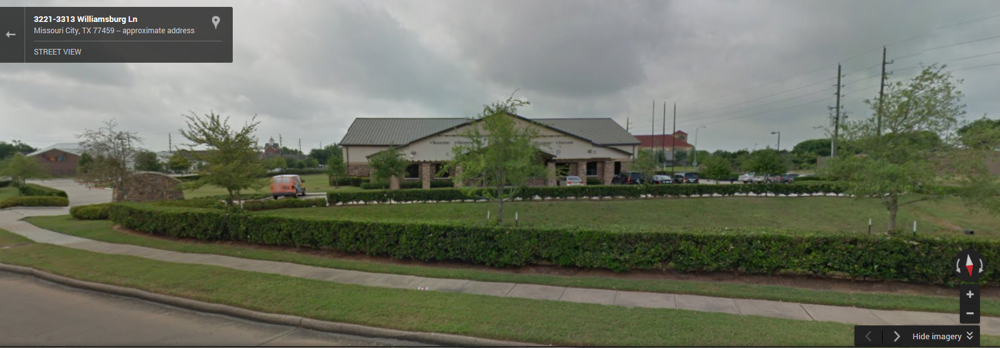 3221-3313 Williamsburg Ln
Missouri City, TX 77459 – approximate address
STREET VIEW
Hide imagery